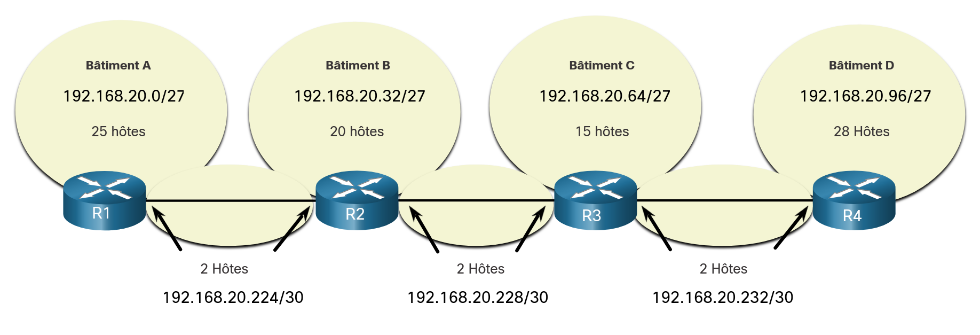 Bâtiment A
192.168.20.0/27
25 hôtes
Bâtiment B
192.168.20.32/27
20 hôtes
Bâtiment C
192.168.20.64/27
15 hôtes
Bâtiment D
192.168.20.96/27
28 Hôtes
R1
R2
R3
R4
2 Hôtes
192.168.20.224/30
2 Hôtes
192.168.20.228/30
2 Hôtes
192.168.20.232/30